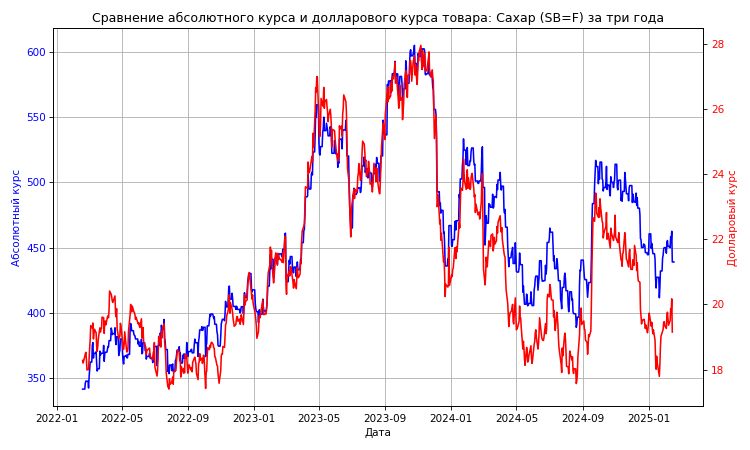 Сравнение абсолютного курса и долларового курса товара: Сахар (SB=F) за три года
600
550
500
450
400
350
Абсолютный курс
28
26
24
22
20
18
Долларовый курс
2022-01 2022-05 2022-09 2023-01 2023-05 2023-09 2024-01 2024-05 2024-09 2025-01
Дата